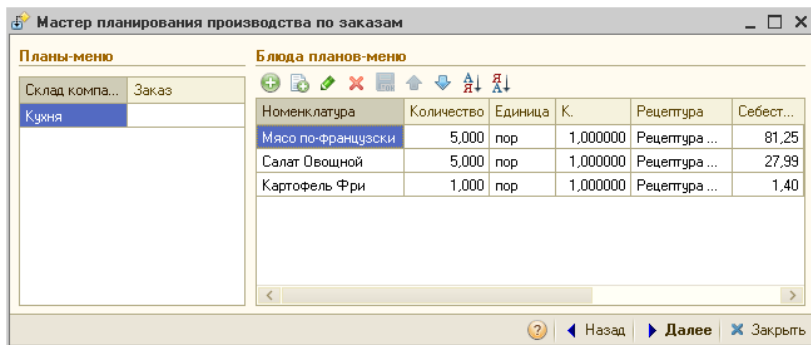 Мастер планирования производства по заказам
Планы-меню
Блюда планов-меню
Склад компа... Заказ
Кухня
Номенклатура Количество Единица К. Рецептура Себест...
Мясо по-французски 5,000 пор 1,000000 Рецептура ... 81,25
Салат Овощной 5,000 пор 1,000000 Рецептура ... 27,99
Картофель Фри 1,000 пор 1,000000 Рецептура ... 1,40
Назад Далее Закрыть